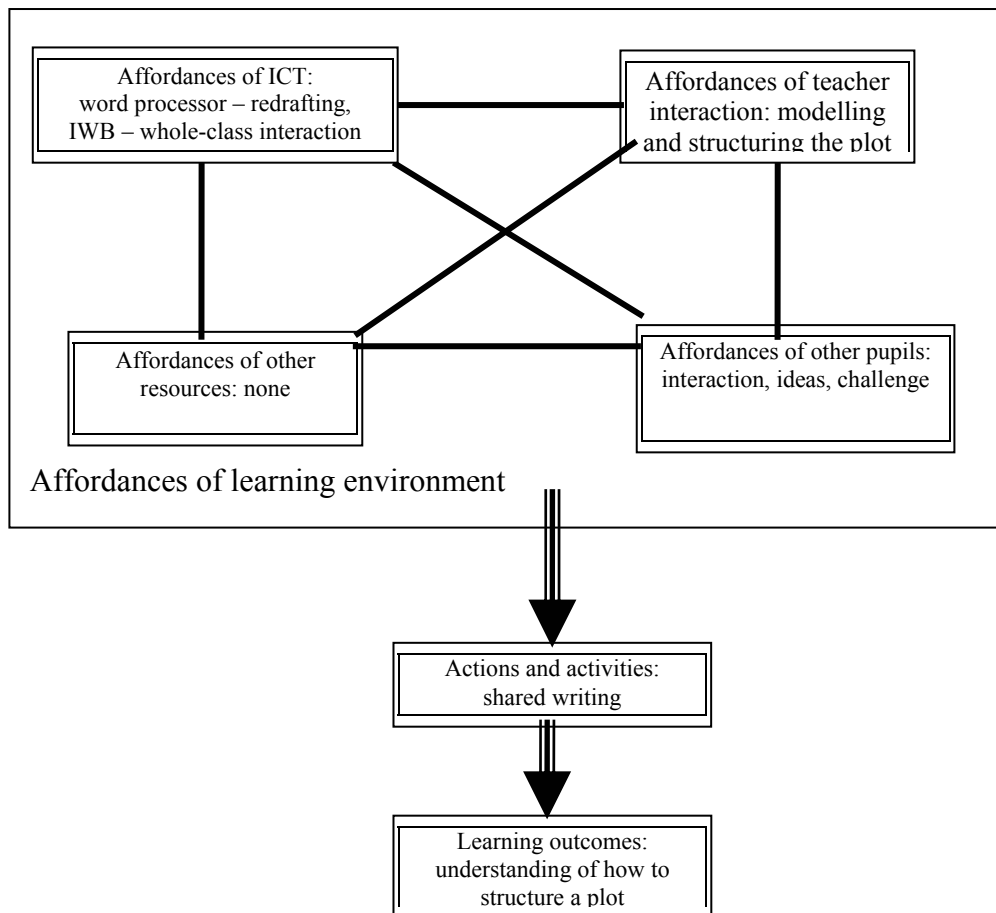 Affordances of ICT:
word processor – redrafting,
IWB – whole-class interaction
Affordances of teacher
interaction: modelling
and structuring the plot
Affordances of other
resources: none
Affordances of other pupils:
interaction, ideas, challenge
Affordances of learning environment
Actions and activities:
shared writing
Learning outcomes:
understanding of how to
structure a plot